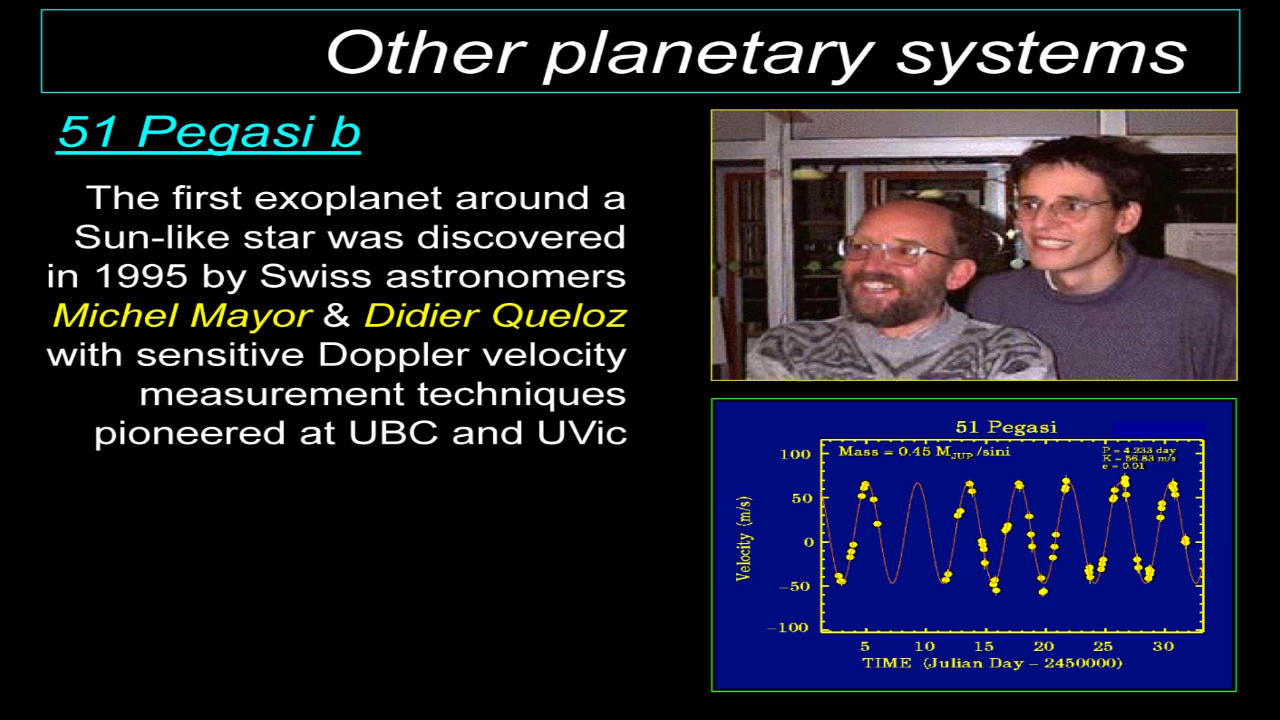 Other planetary systems
51 Pegasi b
The first exoplanet around a
Sun-like star was discovered
in 1995 by Swiss astronomers
Michel Mayor & Didier Queloz
with sensitive Doppler velocity
measurement techniques
pioneered at UBC and UVic
51 Pegasi
Mass = 0.45 M_JUP /sini
P = 4.233 day
K = 56.83 m/s
e = 0.01
Velocity (m/s)
100
50
0
−50
−100
5 10 15 20 25 30
TIME (Julian Day − 2450000)